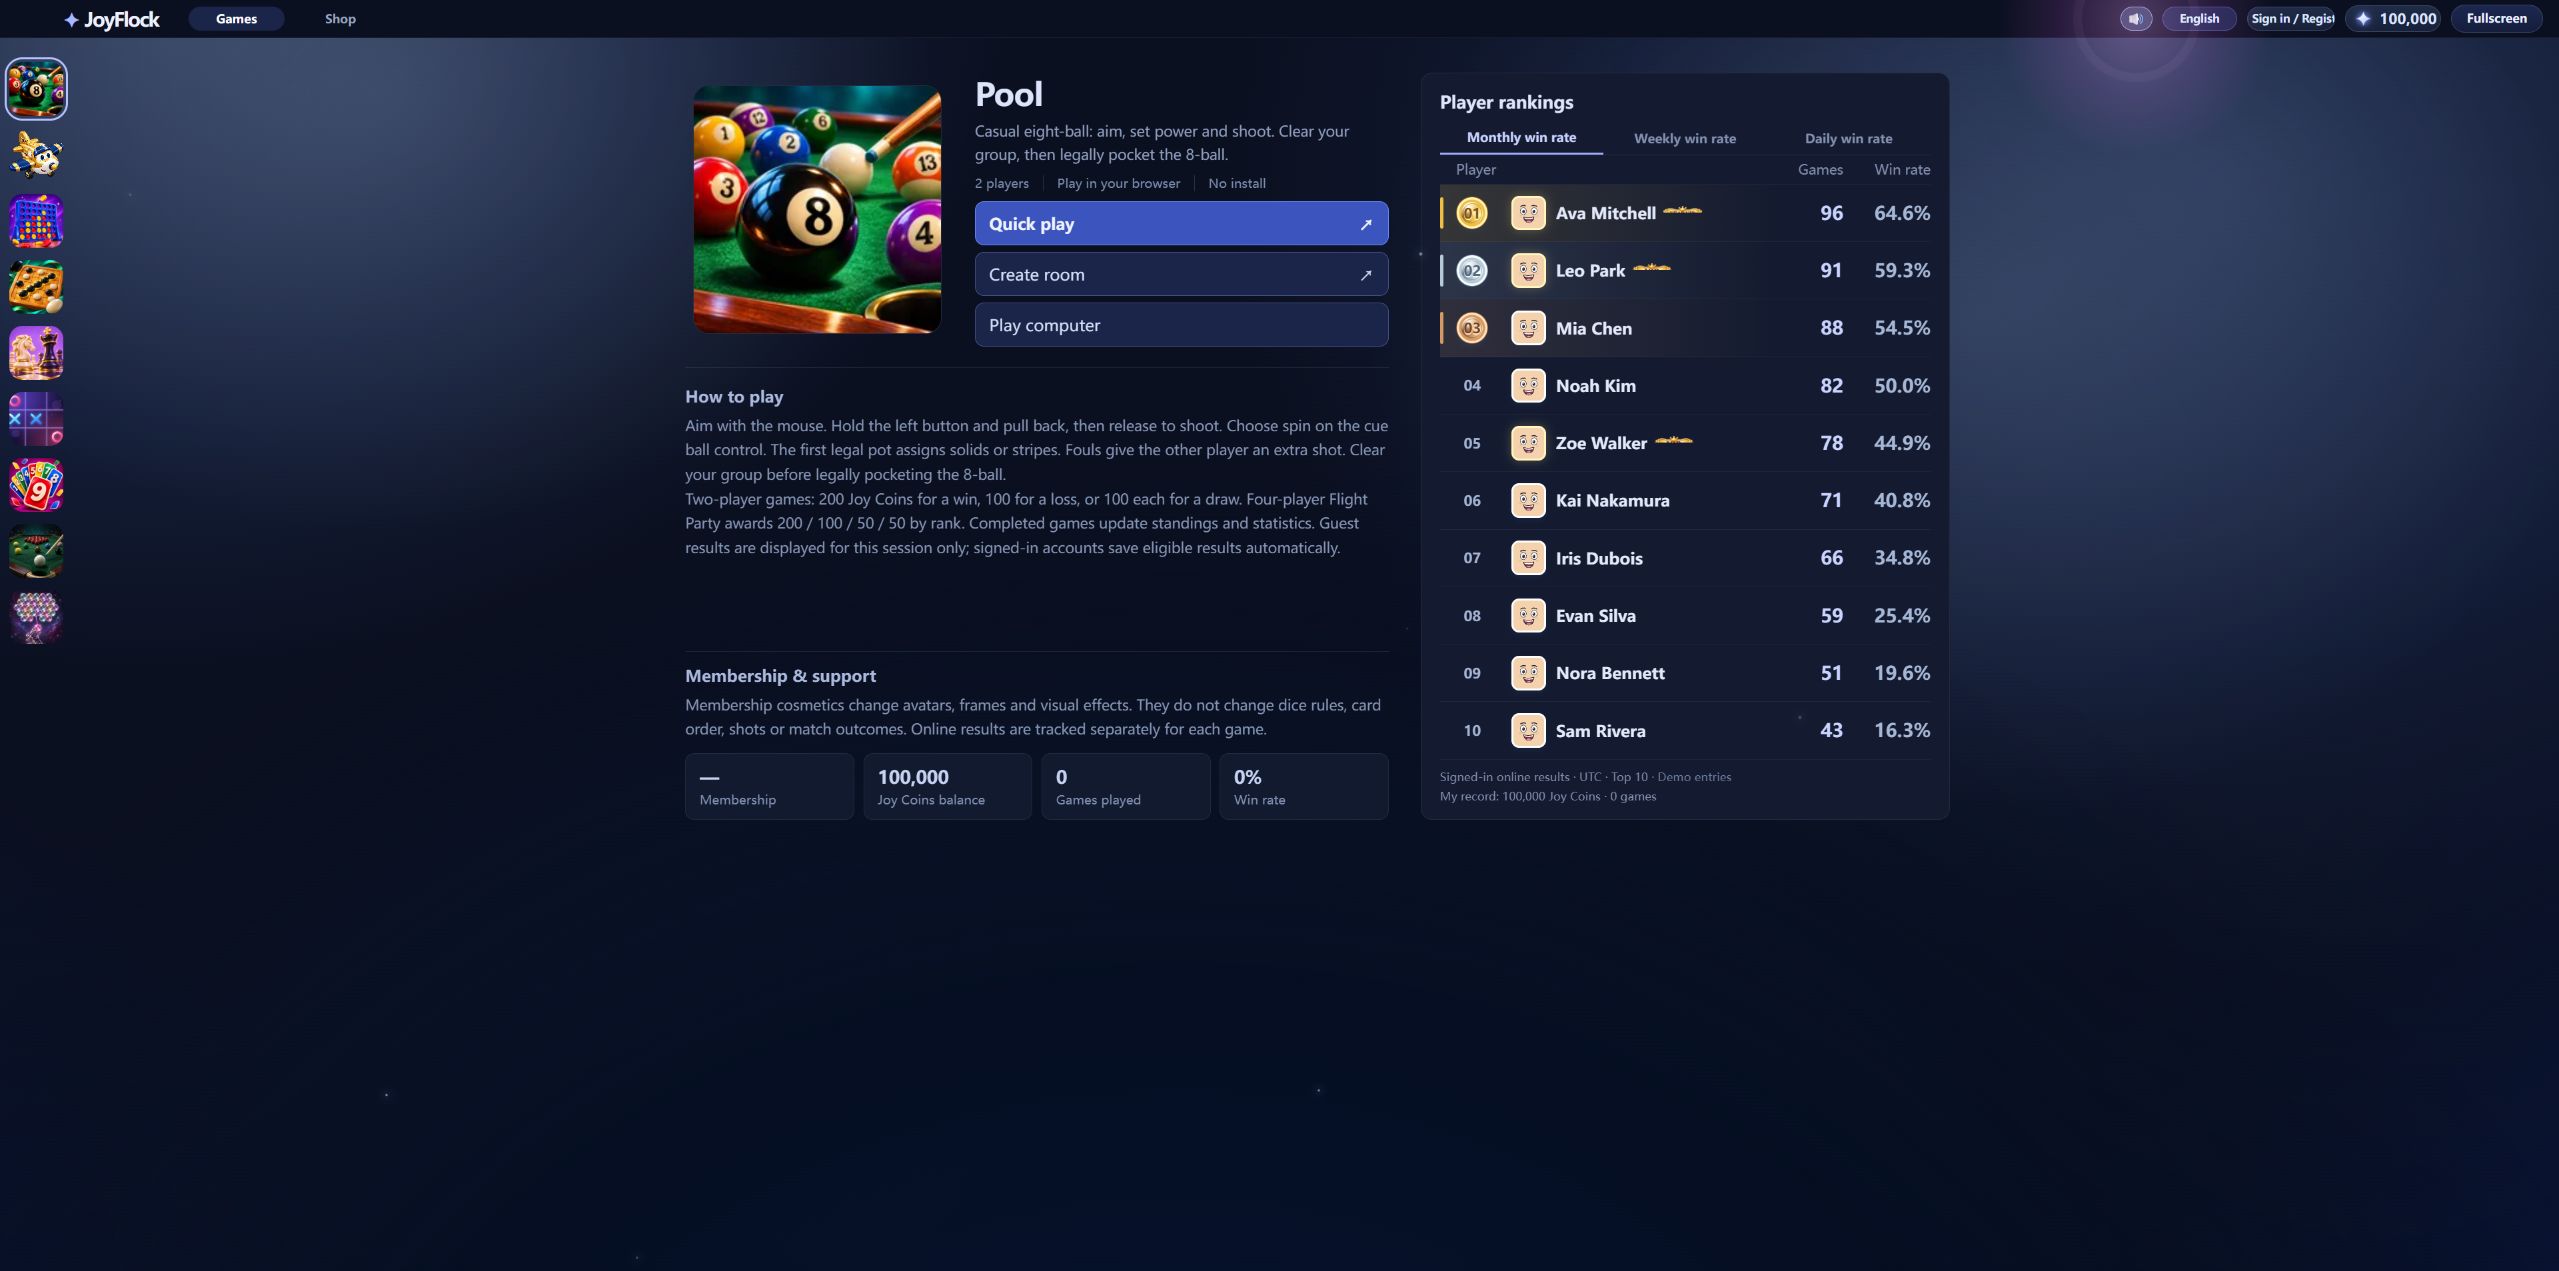 JoyFlock
Games
Shop
English
Sign in / Regist
100,000
Fullscreen
Pool
Casual eight-ball: aim, set power and shoot. Clear your
group, then legally pocket the 8-ball.
2 players
Play in your browser
No install
Quick play
Create room
Play computer
How to play
Aim with the mouse. Hold the left button and pull back, then release to shoot. Choose spin on the cue
ball control. The first legal pot assigns solids or stripes. Fouls give the other player an extra shot. Clear
your group before legally pocketing the 8-ball.
Two-player games: 200 Joy Coins for a win, 100 for a loss, or 100 each for a draw. Four-player Flight
Party awards 200 / 100 / 50 / 50 by rank. Completed games update standings and statistics. Guest
results are displayed for this session only; signed-in accounts save eligible results automatically.
Membership & support
Membership cosmetics change avatars, frames and visual effects. They do not change dice rules, card
order, shots or match outcomes. Online results are tracked separately for each game.
—
Membership
100,000
Joy Coins balance
0
Games played
0%
Win rate
Player rankings
Monthly win rate
Weekly win rate
Daily win rate
Player Games Win rate
01 Ava Mitchell 96 64.6%
02 Leo Park 91 59.3%
03 Mia Chen 88 54.5%
04 Noah Kim 82 50.0%
05 Zoe Walker 78 44.9%
06 Kai Nakamura 71 40.8%
07 Iris Dubois 66 34.8%
08 Evan Silva 59 25.4%
09 Nora Bennett 51 19.6%
10 Sam Rivera 43 16.3%
Signed-in online results · UTC · Top 10 · Demo entries
My record: 100,000 Joy Coins · 0 games
1
12
6
2
3
13
8
4